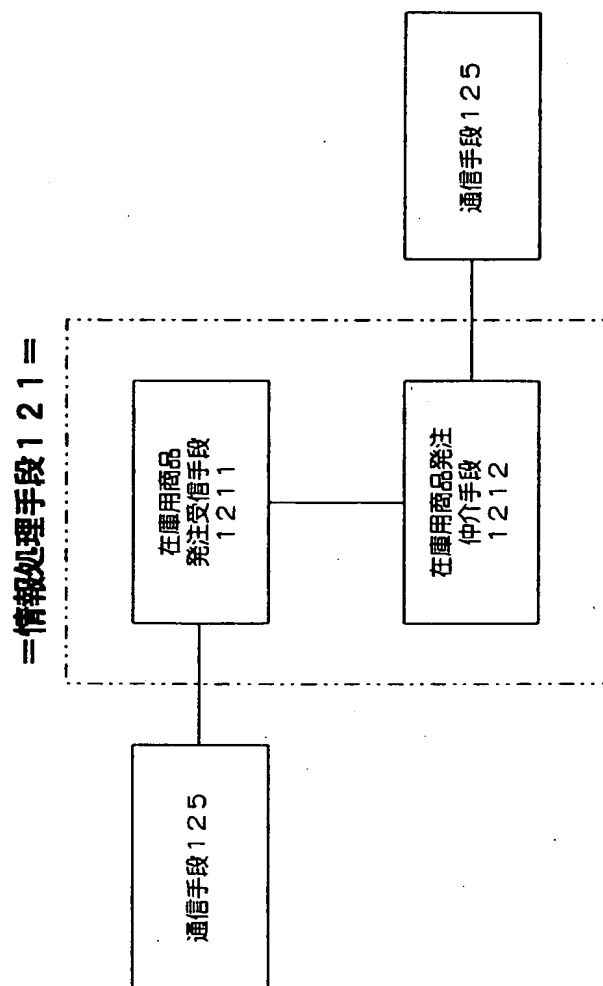 ＝情報処理手段１２１＝
通信手段１２５
在庫用商品
発注受信手段
１２１１
在庫用商品発注
仲介手段
１２１２
通信手段１２５